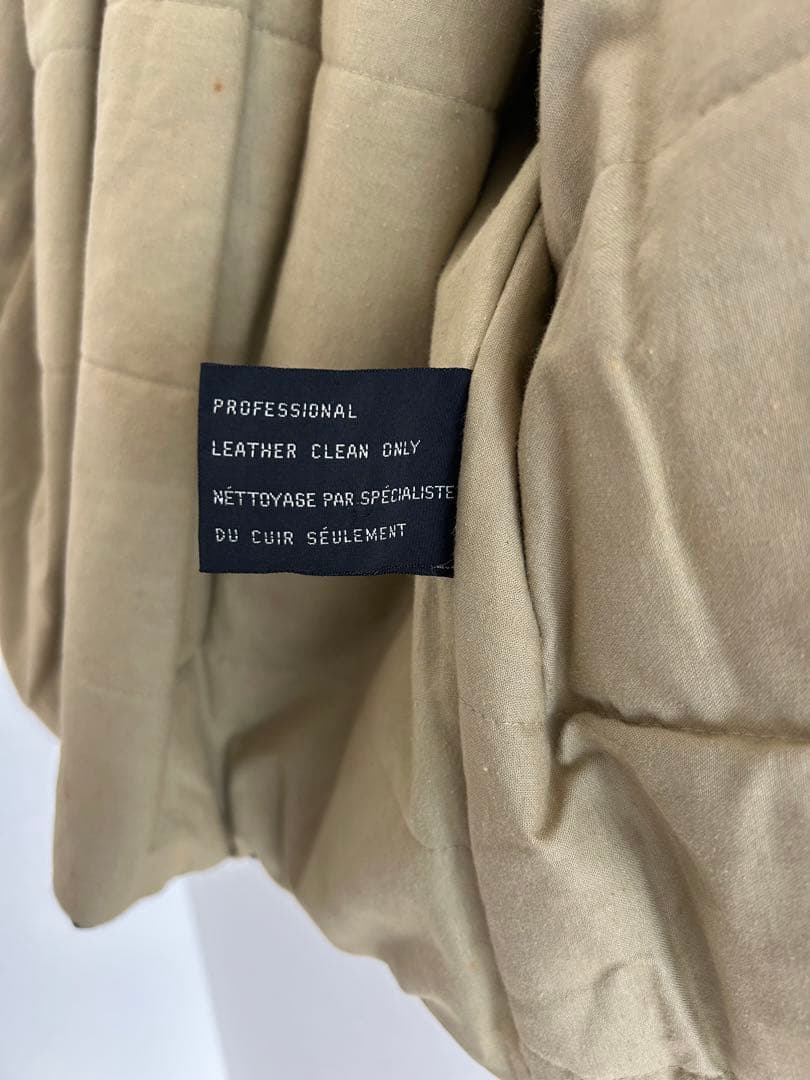 PROFESSIONAL
LEATHER CLEAN ONLY
NÉTTOYAGE PAR SPÉCIALISTE
DU CUIR SÉULEMENT